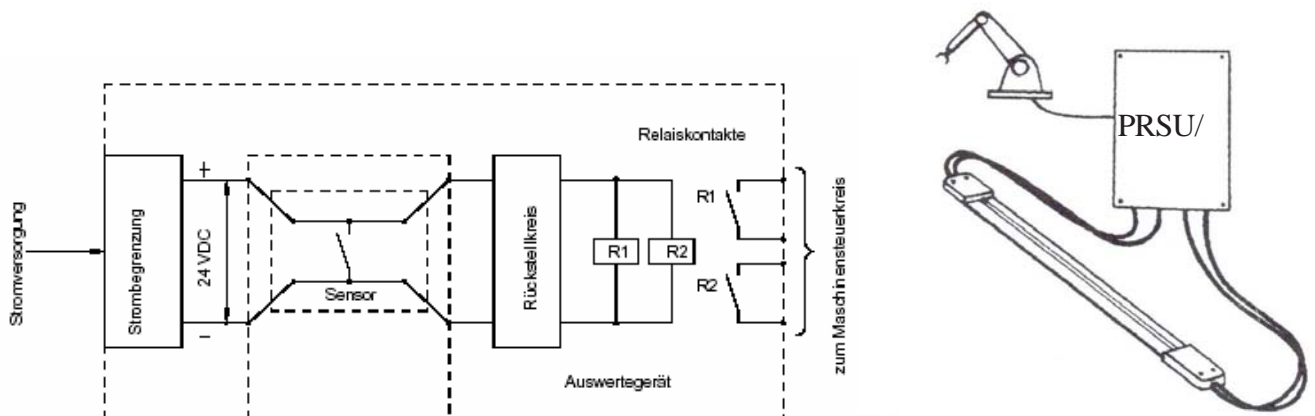 Stromversorgung
Strombegrenzung
+
24 VDC
–
Sensor
Rückstellkreis
R1
R2
Relaiskontakte
R1
R2
Auswertegerät
zum Maschinensteuerkreis
PRSU/